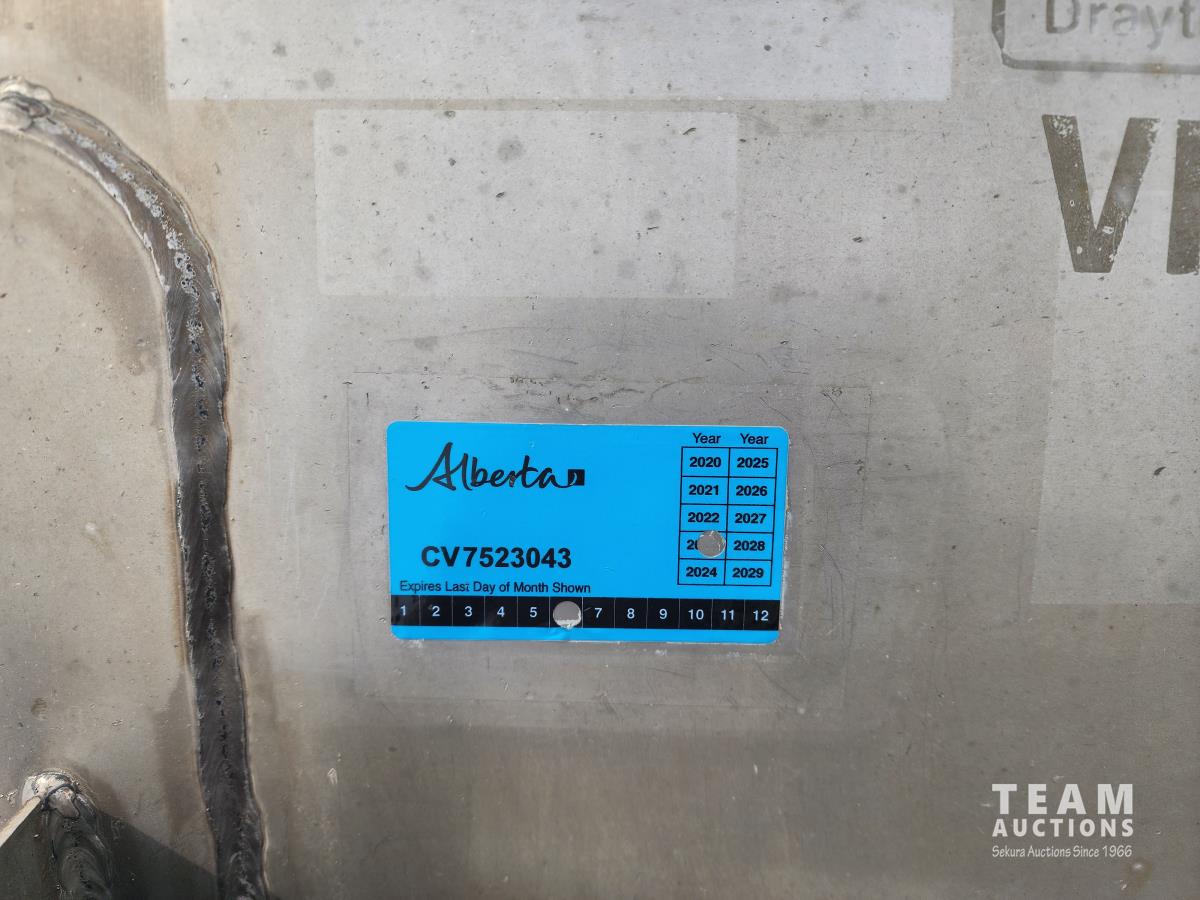 Drayt
VI
Alberta
CV7523043
Expires Last Day of Month Shown
Year Year
2020 2025
2021 2026
2022 2027
2028
2024 2029
1 2 3 4 5 7 8 9 10 11 12
TEAM
AUCTIONS
Sekura Auctions Since 1966